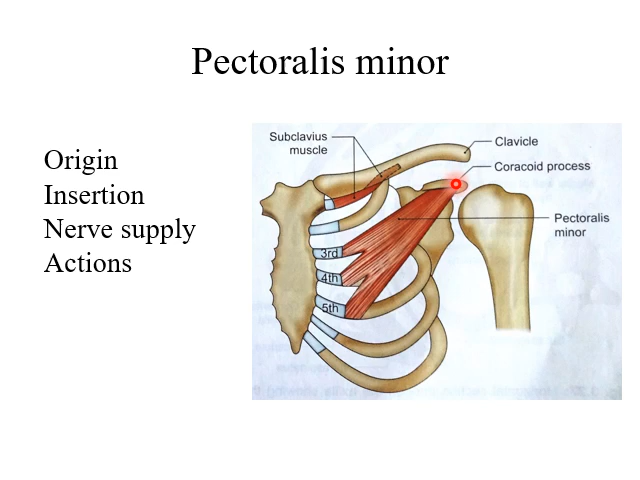 Pectoralis minor
Origin
Insertion
Nerve supply
Actions
Subclavius
muscle
Clavicle
Coracoid process
Pectoralis
minor
3rd
4th
5th